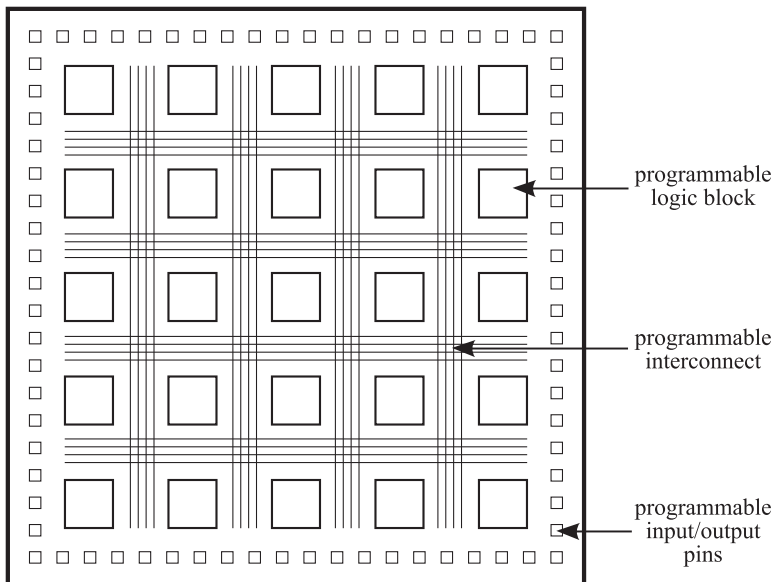 programmable
logic block
programmable
interconnect
programmable
input/output
pins